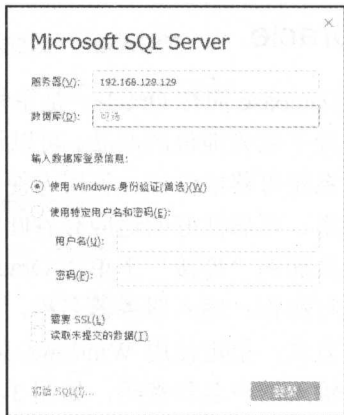 Microsoft SQL Server
服务器(V): 192.168.128.129
数据库(D): 可选
输入数据库登录信息:
使用 Windows 身份验证(首选)(W)
使用特定用户名和密码(E):
用户名(U):
密码(P):
需要 SSL(L)
读取未提交的数据(T)
初始 SQL(I)...
登录